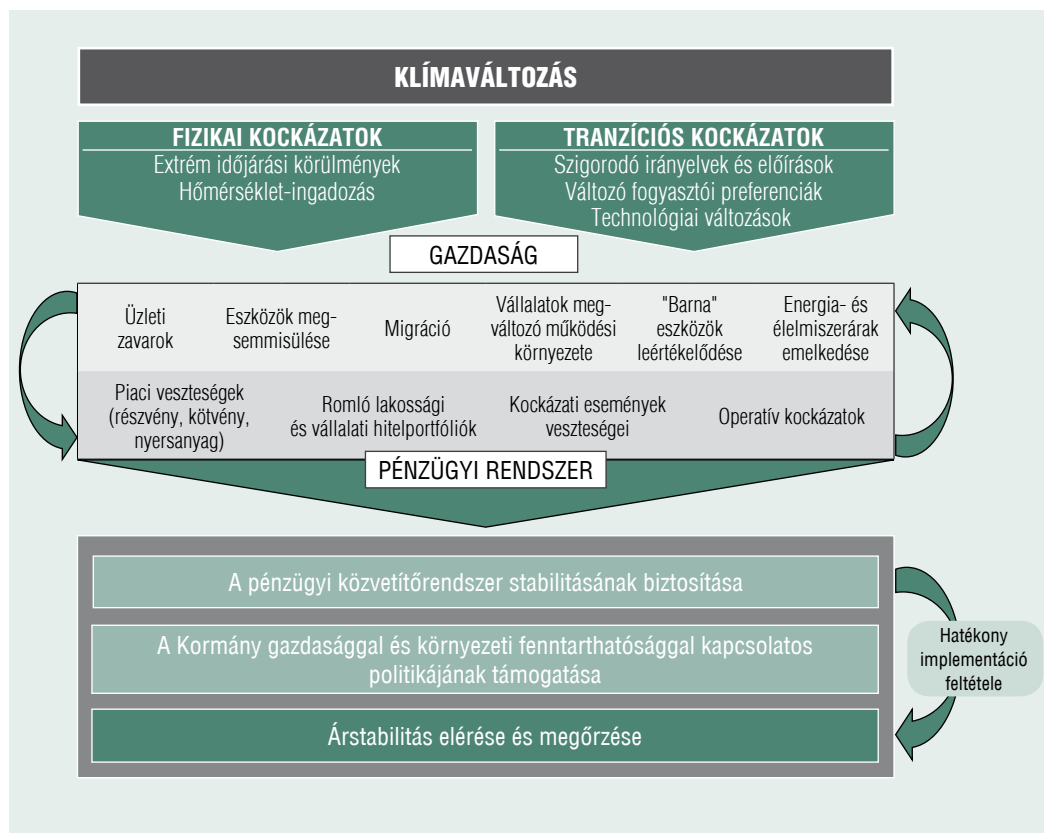 KLÍMAVÁLTOZÁS
FIZIKAI KOCKÁZATOK
Extrém időjárási körülmények
Hőmérséklet-ingadozás
TRANZÍCIÓS KOCKÁZATOK
Szigorodó irányelvek és előírások
Változó fogyasztói preferenciák
Technológiai változások
GAZDASÁG
Üzleti
zavarok
Eszközök meg-
semmisülése
Migráció
Vállalatok meg-
változó működési
környezete
"Barna"
eszközök
leértékelődése
Energia- és
élelmiszerárak
emelkedése
Piaci veszteségek
(részvény, kötvény,
nyersanyag)
Romló lakossági
és vállalati hitelportfóliók
Kockázati események
veszteségei
Operatív kockázatok
PÉNZÜGYI RENDSZER
A pénzügyi közvetítőrendszer stabilitásának biztosítása
A Kormány gazdasággal és környezeti fenntarthatósággal kapcsolatos
politikájának támogatása
Árstabilitás elérése és megőrzése
Hatékony
implementáció
feltétele